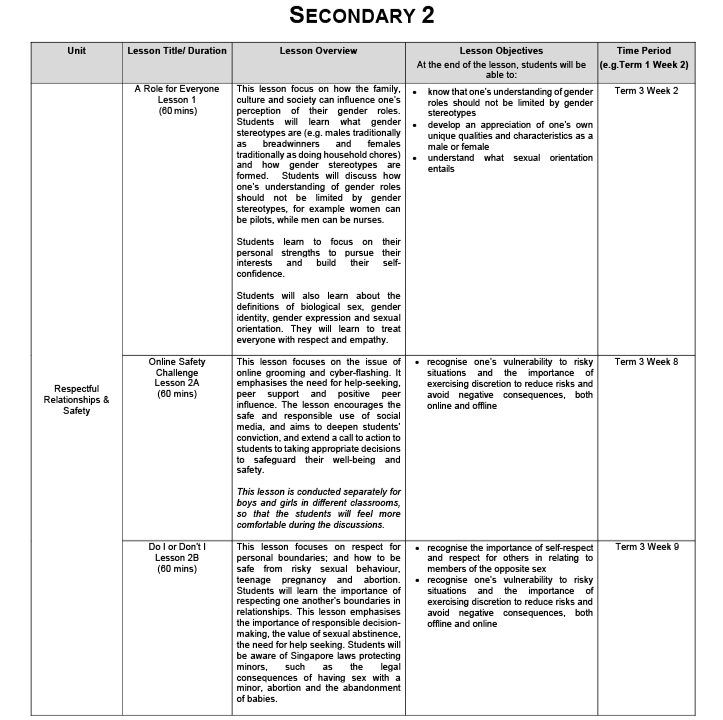 SECONDARY 2
Unit
Lesson Title/ Duration
Lesson Overview
Lesson Objectives
At the end of the lesson, students will be
able to:
Time Period
(e.g.Term 1 Week 2)
Respectful
Relationships &
Safety
A Role for Everyone
Lesson 1
(60 mins)
This lesson focus on how the family,
culture and society can influence one's
perception of their gender roles.
Students will learn what gender
stereotypes are (e.g. males traditionally
as breadwinners and females
traditionally as doing household chores)
and how gender stereotypes are
formed. Students will discuss how
one's understanding of gender roles
should not be limited by gender
stereotypes, for example women can
be pilots, while men can be nurses.
Students learn to focus on their
personal strengths to pursue their
interests and build their self-
confidence.
Students will also learn about the
definitions of biological sex, gender
identity, gender expression and sexual
orientation. They will learn to treat
everyone with respect and empathy.
• know that one's understanding of gender
roles should not be limited by gender
stereotypes
• develop an appreciation of one's own
unique qualities and characteristics as a
male or female
• understand what sexual orientation
entails
Term 3 Week 2
Online Safety
Challenge
Lesson 2A
(60 mins)
This lesson focuses on the issue of
online grooming and cyber-flashing. It
emphasises the need for help-seeking,
peer support and positive peer
influence. The lesson encourages the
safe and responsible use of social
media, and aims to deepen students'
conviction, and extend a call to action to
students to taking appropriate decisions
to safeguard their well-being and
safety.
This lesson is conducted separately for
boys and girls in different classrooms,
so that the students will feel more
comfortable during the discussions.
• recognise one's vulnerability to risky
situations and the importance of
exercising discretion to reduce risks and
avoid negative consequences, both
online and offline
Term 3 Week 8
Do I or Don't I
Lesson 2B
(60 mins)
This lesson focuses on respect for
personal boundaries; and how to be
safe from risky sexual behaviour,
teenage pregnancy and abortion.
Students will learn the importance of
respecting one another's boundaries in
relationships. This lesson emphasises
the importance of responsible decision-
making, the value of sexual abstinence,
the need for help seeking. Students will
be aware of Singapore laws protecting
minors, such as the legal
consequences of having sex with a
minor, abortion and the abandonment
of babies.
• recognise the importance of self-respect
and respect for others in relating to
members of the opposite sex
• recognise one's vulnerability to risky
situations and the importance of
exercising discretion to reduce risks and
avoid negative consequences, both
offline and online
Term 3 Week 9